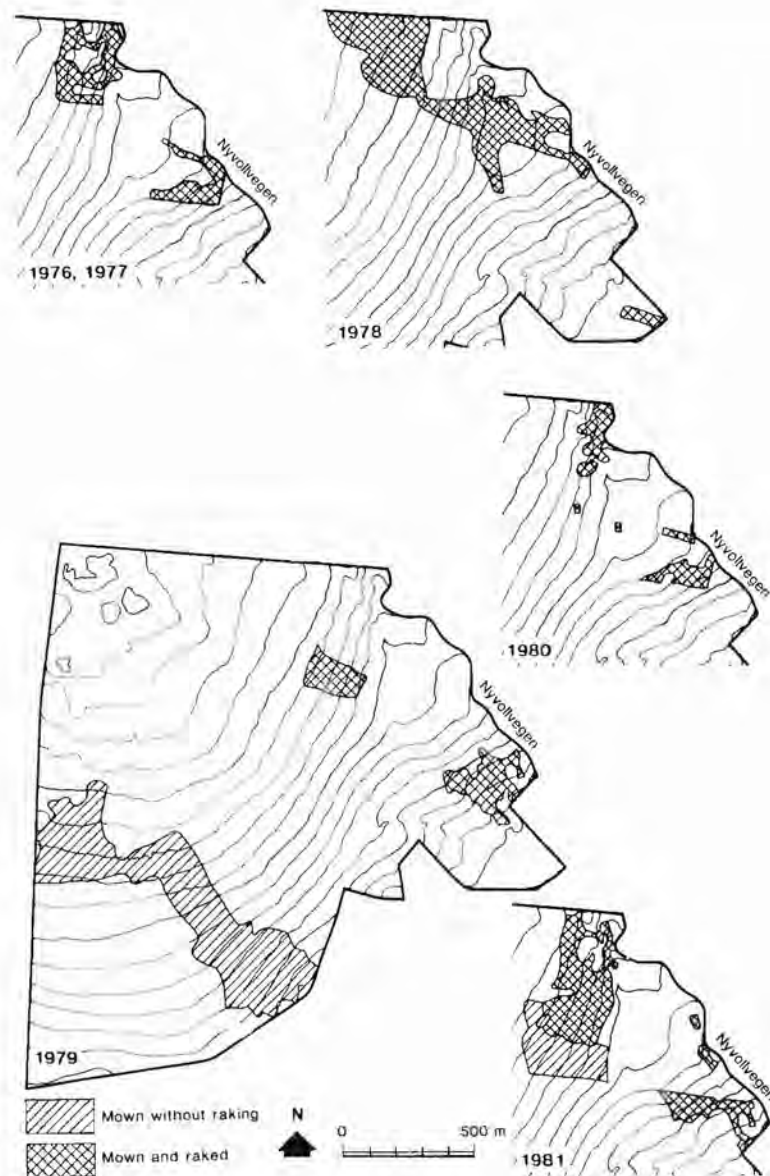 Nyvollvegen
1976, 1977
Nyvollvegen
1978
Nyvollvegen
1980
Nyvollvegen
1979
Nyvollvegen
1981
Mown without raking
Mown and raked
N
0 500 m